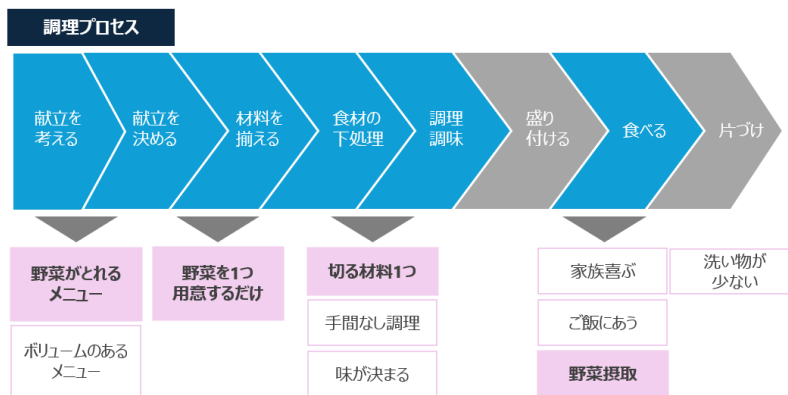 調理プロセス
献立を
考える
献立を
決める
材料を
揃える
食材の
下処理
調理
調味
盛り
付ける
食べる
片づけ
野菜がとれる
メニュー
ボリュームのある
メニュー
野菜を1つ
用意するだけ
切る材料1つ
手間なし調理
味が決まる
家族喜ぶ
ご飯にあう
野菜摂取
洗い物が
少ない